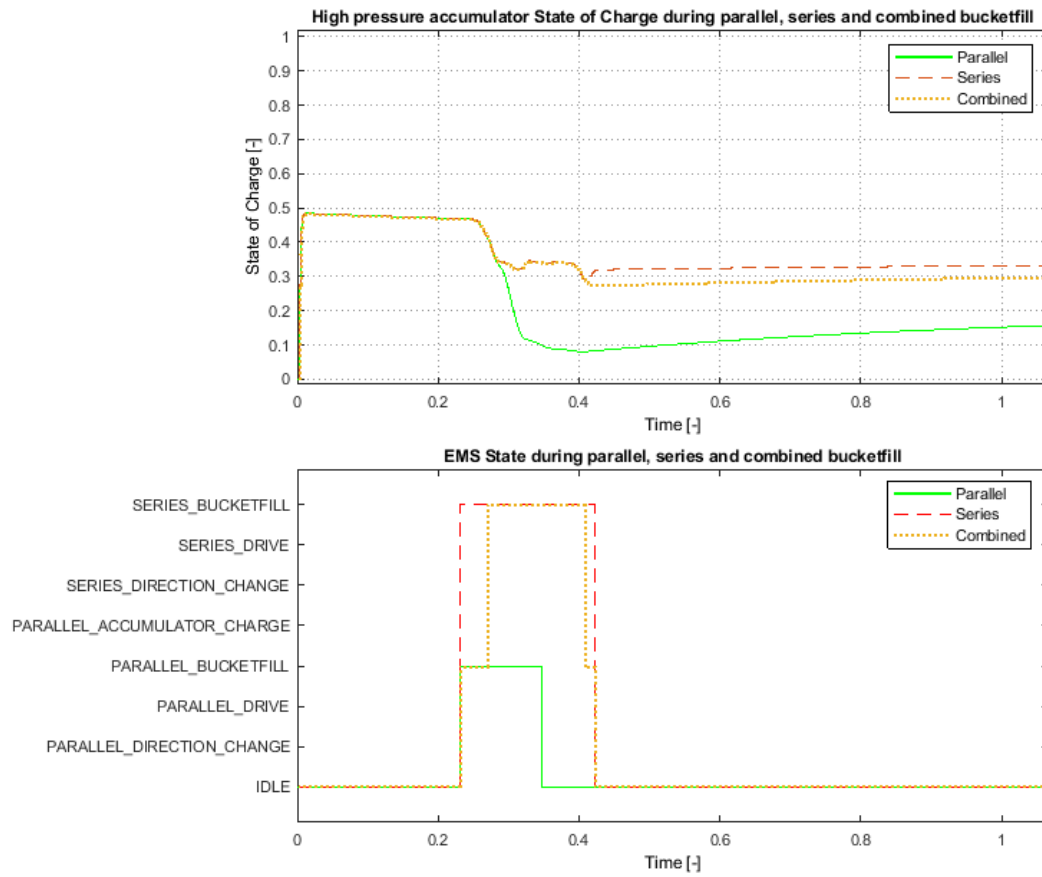 High pressure accumulator State of Charge during parallel, series and combined bucketfill
1
0.9
0.8
0.7
0.6
0.5
0.4
0.3
0.2
0.1
0
State of Charge [-]
Parallel
Series
Combined
0
0.2
0.4
0.6
0.8
1
Time [-]
EMS State during parallel, series and combined bucketfill
SERIES_BUCKETFILL
SERIES_DRIVE
SERIES_DIRECTION_CHANGE
PARALLEL_ACCUMULATOR_CHARGE
PARALLEL_BUCKETFILL
PARALLEL_DRIVE
PARALLEL_DIRECTION_CHANGE
IDLE
Parallel
Series
Combined
0
0.2
0.4
0.6
0.8
1
Time [-]